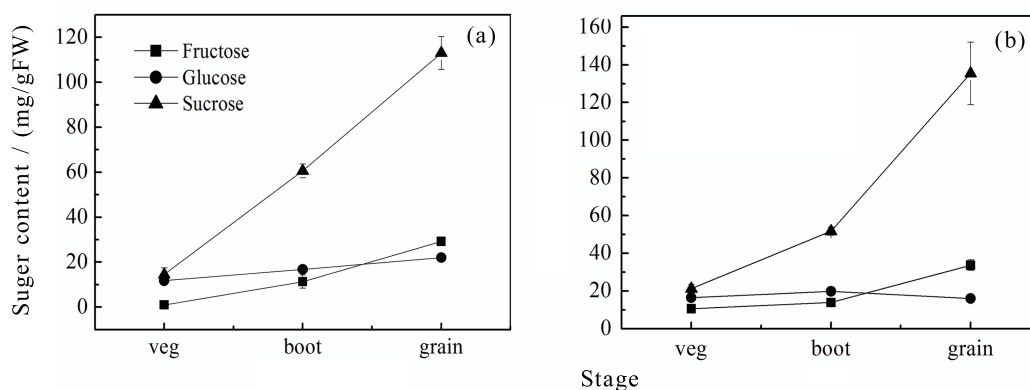 Suger content / (mg/gFW)
120
100
80
60
40
20
0
(a)
Fructose
Glucose
Sucrose
veg boot grain
160
140
120
100
80
60
40
20
0
(b)
veg boot grain
Stage